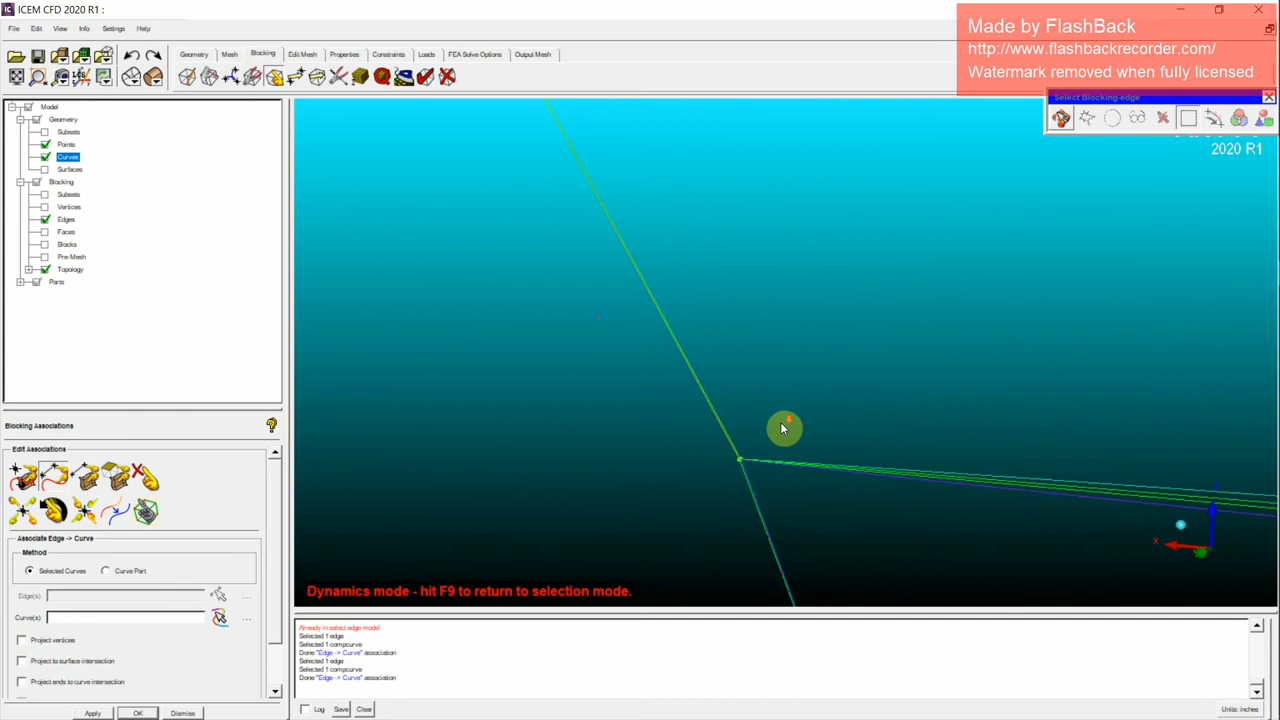 ICEM CFD 2020 R1 :
Made by FlashBack
http://www.flashbackrecorder.com/
Watermark removed when fully licensed
File Edit View Info Settings Help
Geometry Mesh Blocking Edit Mesh Properties Constraints Loads FEA Solve Options Output Mesh
Select Blocking-edge
2020 R1
Model
Geometry
Subsets
Points
Curves
Surfaces
Blocking
Subsets
Vertices
Edges
Faces
Blocks
Pre-Mesh
Topology
Parts
Blocking Associations
Edit Associations
Associate Edge -> Curve
Method
Selected Curves Curve Part
Edge(s)
Curve(s)
Project vertices
Project to surface intersection
Project ends to curve intersection
Apply OK Dismiss
X
Dynamics mode - hit F9 to return to selection mode.
Already in select edge model
Selected 1 edge
Selected 1 compcurve
Done "Edge -> Curve" association
Selected 1 edge
Selected 1 compcurve
Done "Edge -> Curve" association
Log Save Clear
Units: inches